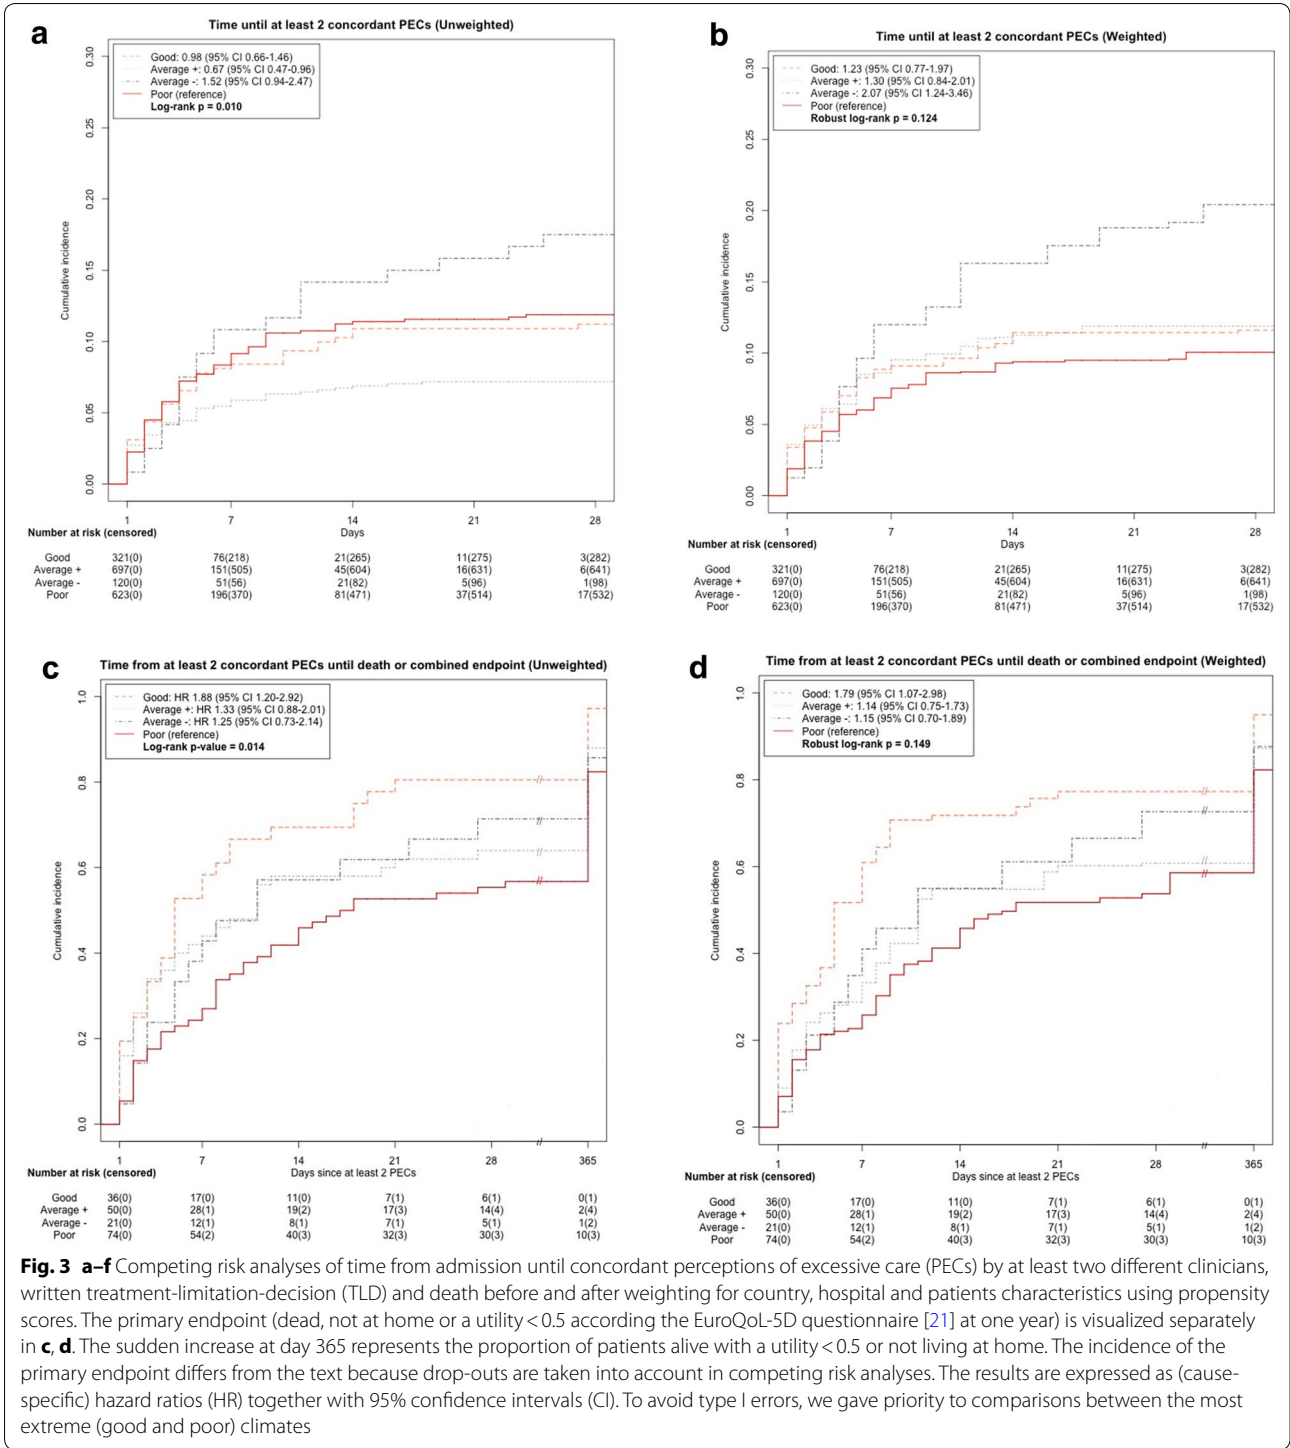 a
Time until at least 2 concordant PECs (Unweighted)
Good: 0.98 (95% CI 0.66-1.46)
Average +: 0.67 (95% CI 0.47-0.96)
Average -: 1.52 (95% CI 0.94-2.47)
Poor (reference)
Log-rank p = 0.010
Cumulative incidence
0.30
0.25
0.20
0.15
0.10
0.05
0.00
1 7 14 21 28
Number at risk (censored) Days
Good 321(0) 76(218) 21(265) 11(275) 3(282)
Average + 697(0) 151(505) 45(604) 16(631) 6(641)
Average - 120(0) 51(56) 21(82) 5(96) 1(98)
Poor 623(0) 196(370) 81(471) 37(514) 17(532)
b
Time until at least 2 concordant PECs (Weighted)
Good: 1.23 (95% CI 0.77-1.97)
Average +: 1.30 (95% CI 0.84-2.01)
Average -: 2.07 (95% CI 1.24-3.46)
Poor (reference)
Robust log-rank p = 0.124
Cumulative incidence
0.30
0.25
0.20
0.15
0.10
0.05
0.00
1 7 14 21 28
Number at risk (censored) Days
Good 321(0) 76(218) 21(265) 11(275) 3(282)
Average + 697(0) 151(505) 45(604) 16(631) 6(641)
Average - 120(0) 51(56) 21(82) 5(96) 1(98)
Poor 623(0) 196(370) 81(471) 37(514) 17(532)
c
Time from at least 2 concordant PECs until death or combined endpoint (Unweighted)
Good: HR 1.88 (95% CI 1.20-2.92)
Average +: HR 1.33 (95% CI 0.88-2.01)
Average -: HR 1.25 (95% CI 0.73-2.14)
Poor (reference)
Log-rank p-value = 0.014
Cumulative incidence
1.0
0.8
0.6
0.4
0.2
0.0
1 7 14 21 28 365
Number at risk (censored) Days since at least 2 PECs
Good 36(0) 17(0) 11(0) 7(1) 6(1) 0(1)
Average + 50(0) 28(1) 19(2) 17(3) 14(4) 2(4)
Average - 21(0) 12(1) 8(1) 7(1) 5(1) 1(2)
Poor 74(0) 54(2) 40(3) 32(3) 30(3) 10(3)
d
Time from at least 2 concordant PECs until death or combined endpoint (Weighted)
Good: 1.79 (95% CI 1.07-2.98)
Average +: 1.14 (95% CI 0.75-1.73)
Average -: 1.15 (95% CI 0.70-1.89)
Poor (reference)
Robust log-rank p = 0.149
Cumulative incidence
1.0
0.8
0.6
0.4
0.2
0.0
1 7 14 21 28 365
Number at risk (censored) Days since at least 2 PECs
Good 36(0) 17(0) 11(0) 7(1) 6(1) 0(1)
Average + 50(0) 28(1) 19(2) 17(3) 14(4) 2(4)
Average - 21(0) 12(1) 8(1) 7(1) 5(1) 1(2)
Poor 74(0) 54(2) 40(3) 32(3) 30(3) 10(3)
Fig. 3 a–f Competing risk analyses of time from admission until concordant perceptions of excessive care (PECs) by at least two different clinicians,
written treatment-limitation-decision (TLD) and death before and after weighting for country, hospital and patients characteristics using propensity
scores. The primary endpoint (dead, not at home or a utility < 0.5 according the EuroQoL-5D questionnaire [21] at one year) is visualized separately
in c, d. The sudden increase at day 365 represents the proportion of patients alive with a utility < 0.5 or not living at home. The incidence of the
primary endpoint differs from the text because drop-outs are taken into account in competing risk analyses. The results are expressed as (cause-
specific) hazard ratios (HR) together with 95% confidence intervals (CI). To avoid type I errors, we gave priority to comparisons between the most
extreme (good and poor) climates